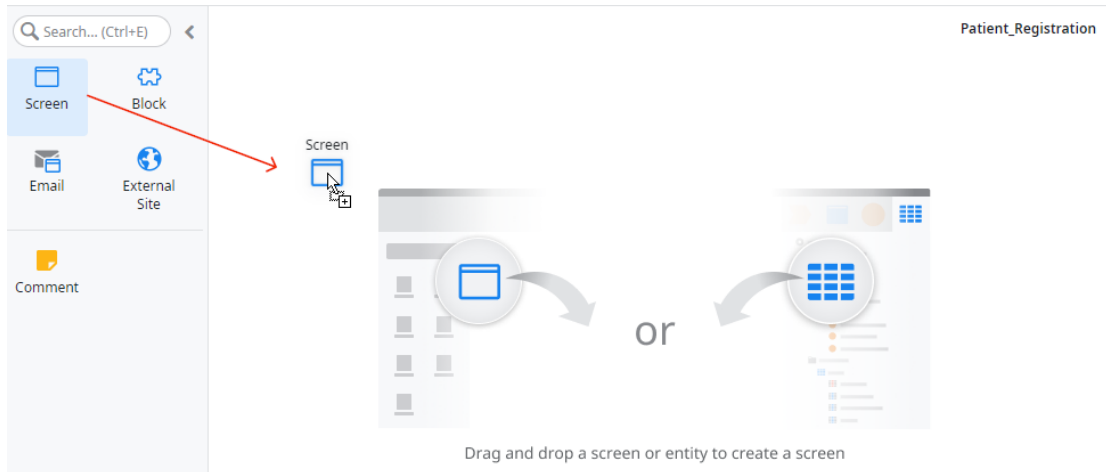 Search... (Ctrl+E)
Patient_Registration
Screen
Block
Screen
Email
External
Site
or
Comment
Drag and drop a screen or entity to create a screen